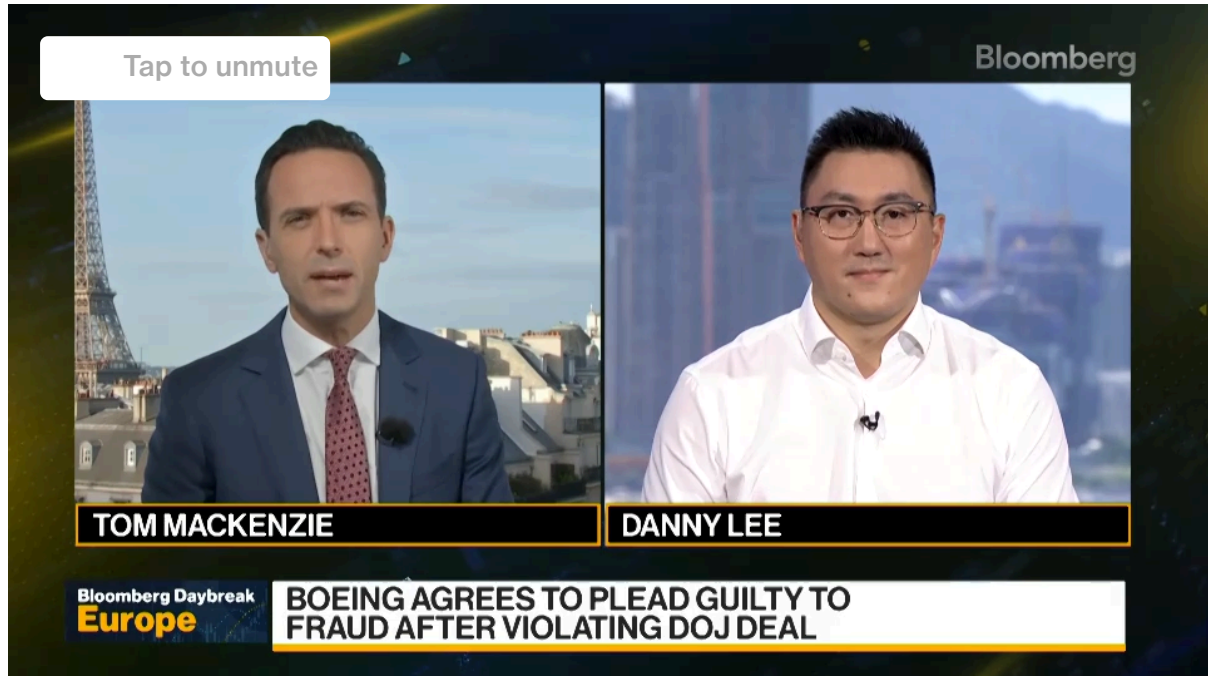 Tap to unmute
Bloomberg
TOM MACKENZIE
DANNY LEE
Bloomberg Daybreak
Europe
BOEING AGREES TO PLEAD GUILTY TO
FRAUD AFTER VIOLATING DOJ DEAL